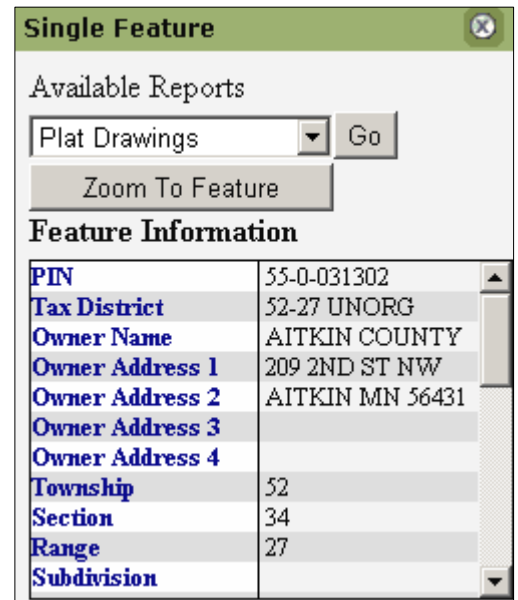 Single Feature
Available Reports
Plat Drawings Go
Zoom To Feature
Feature Information
PIN 55-0-031302
Tax District 52-27 UNORG
Owner Name AITKIN COUNTY
Owner Address 1 209 2ND ST NW
Owner Address 2 AITKIN MN 56431
Owner Address 3
Owner Address 4
Township 52
Section 34
Range 27
Subdivision